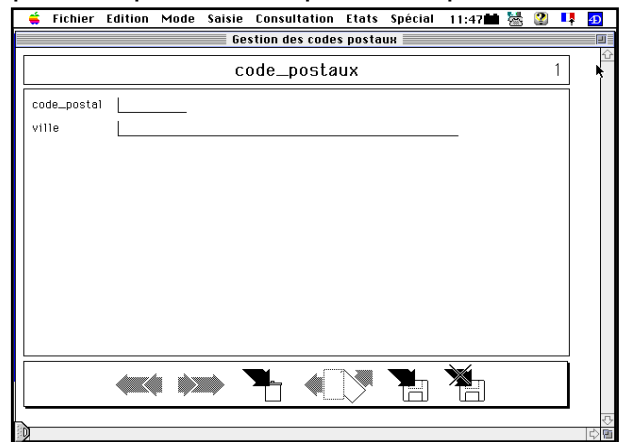 Fichier Edition Mode Saisie Consultation Etats Spécial 11:47
Gestion des codes postaux
code_postaux 1
code_postal
ville